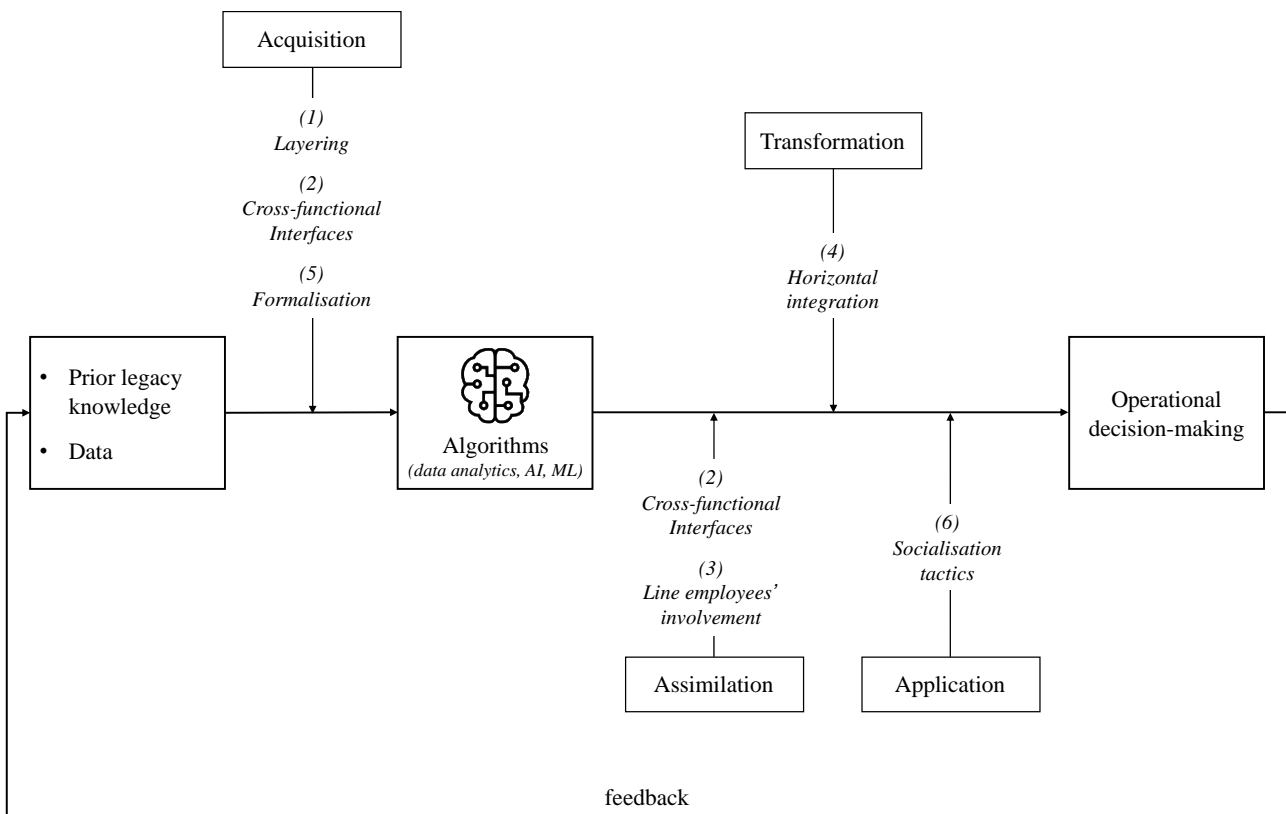 Acquisition
(1)
Layering
(2)
Cross-functional
Interfaces
(5)
Formalisation
Transformation
(4)
Horizontal
integration
• Prior legacy
knowledge
• Data
Algorithms
(data analytics, AI, ML)
Operational
decision-making
(2)
Cross-functional
Interfaces
(3)
Line employees’
involvement
Assimilation
(6)
Socialisation
tactics
Application
feedback